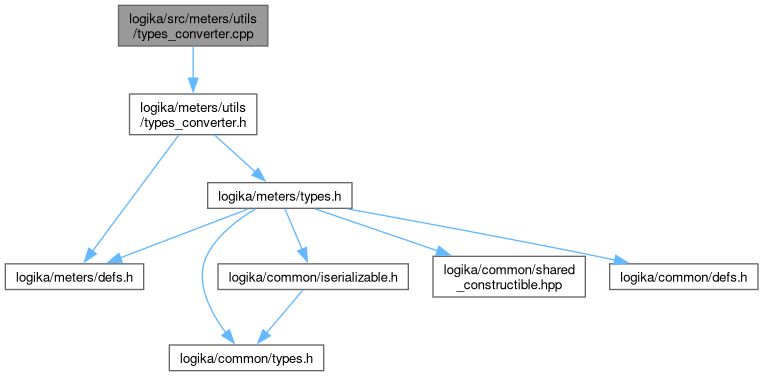 logika/src/meters/utils
/types_converter.cpp
logika/meters/utils
/types_converter.h
logika/meters/types.h
logika/meters/defs.h
logika/common/iserializable.h
logika/common/shared
_constructible.hpp
logika/common/defs.h
logika/common/types.h